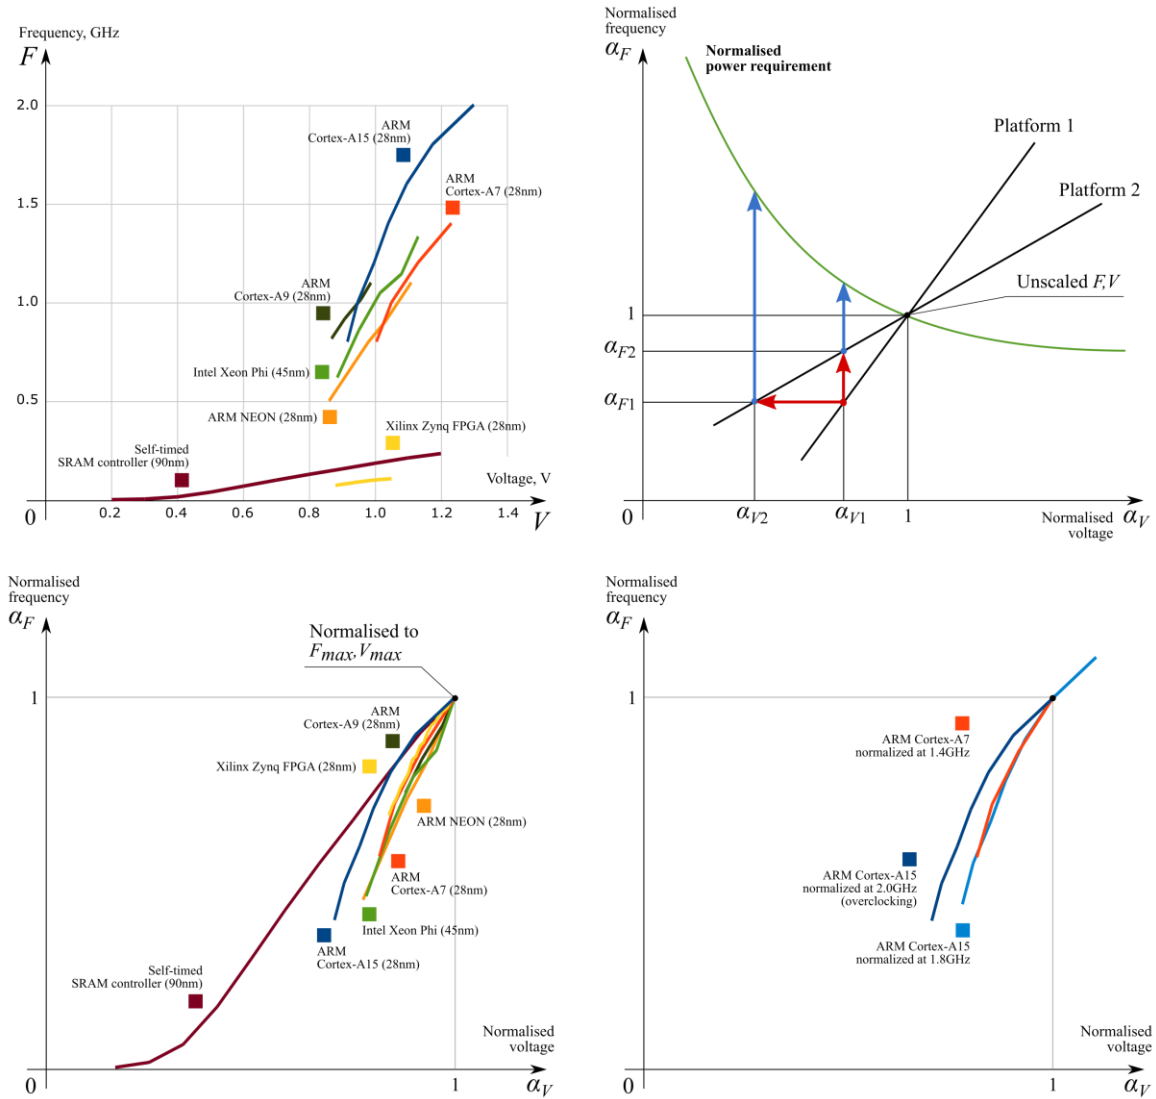 Frequency, GHz
F
2.0
1.5
1.0
0.5
0
0.2
0.4
0.6
0.8
1.0
1.2
1.4
Voltage, V
V
ARM
Cortex-A15 (28nm)
ARM
Cortex-A7 (28nm)
ARM
Cortex-A9 (28nm)
Intel Xeon Phi (45nm)
ARM NEON (28nm)
Xilinx Zynq FPGA (28nm)
Self-timed
SRAM controller (90nm)
Normalised
frequency
αF
Normalised
power requirement
Platform 1
Platform 2
Unscaled F,V
1
αF2
αF1
0
αV2
αV1
1
Normalised
voltage
αV
Normalised
frequency
αF
Normalised to
Fmax,Vmax
1
ARM
Cortex-A9 (28nm)
Xilinx Zynq FPGA (28nm)
ARM NEON (28nm)
ARM
Cortex-A7 (28nm)
Intel Xeon Phi (45nm)
ARM
Cortex-A15 (28nm)
Self-timed
SRAM controller (90nm)
Normalised
voltage
0
1
αV
Normalised
frequency
αF
1
ARM Cortex-A7
normalized at 1.4GHz
ARM Cortex-A15
normalized at 2.0GHz
(overclocking)
ARM Cortex-A15
normalized at 1.8GHz
Normalised
voltage
0
1
αV